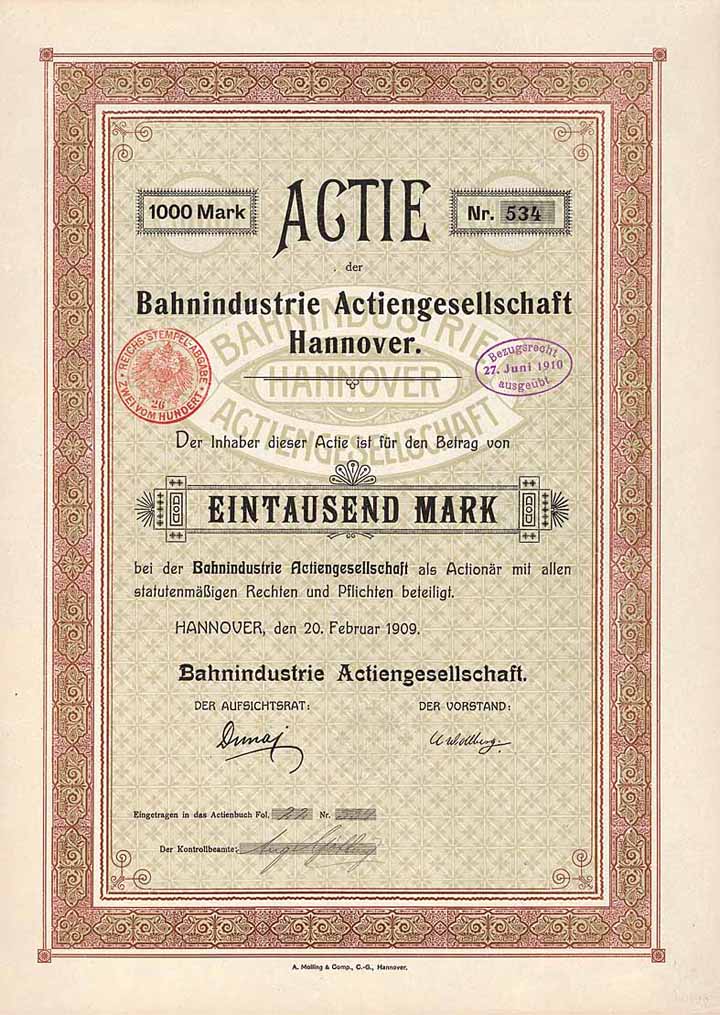 ACTIE
1000 Mark
Nr. 534
der
Bahnindustrie Actiengesellschaft
Hannover.
BAHNINDUSTRIE
HANNOVER
ACTIENGESELLSCHAFT
REICHS-STEMPEL-ABGABE
ZWEI VOM HUNDERT
26
Bezugsrecht
27. Juni 1910
ausgeübt
Der Inhaber dieser Actie ist für den Betrag von
EINTAUSEND MARK
bei der Bahnindustrie Actiengesellschaft als Actionär mit allen
statutenmäßigen Rechten und Pflichten beteiligt.
HANNOVER, den 20. Februar 1909.
Bahnindustrie Actiengesellschaft.
DER AUFSICHTSRAT:
DER VORSTAND:
Eingetragen in das Actienbuch Fol. 22 Nr. 534
Der Kontrollbeamte:
A. Molling & Comp., C.-G., Hannover.